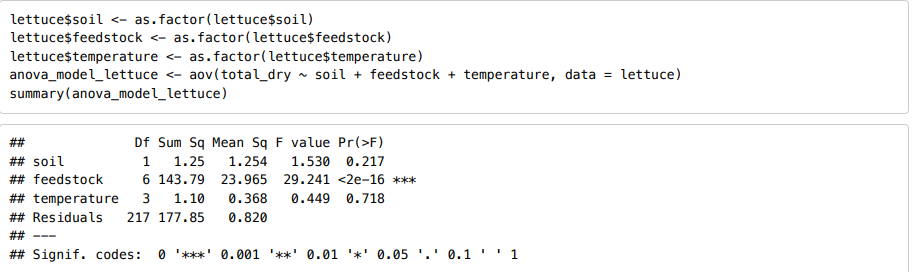 lettuce$soil <- as.factor(lettuce$soil)
lettuce$feedstock <- as.factor(lettuce$feedstock)
lettuce$temperature <- as.factor(lettuce$temperature)
anova_model_lettuce <- aov(total_dry ~ soil + feedstock + temperature, data = lettuce)
summary(anova_model_lettuce)
##              Df Sum Sq Mean Sq F value Pr(>F)
## soil          1   1.25   1.254   1.530  0.217
## feedstock     6 143.79  23.965  29.241 <2e-16 ***
## temperature   3   1.10   0.368   0.449  0.718
## Residuals   217 177.85   0.820
## ---
## Signif. codes:  0 '***' 0.001 '**' 0.01 '*' 0.05 '.' 0.1 ' ' 1